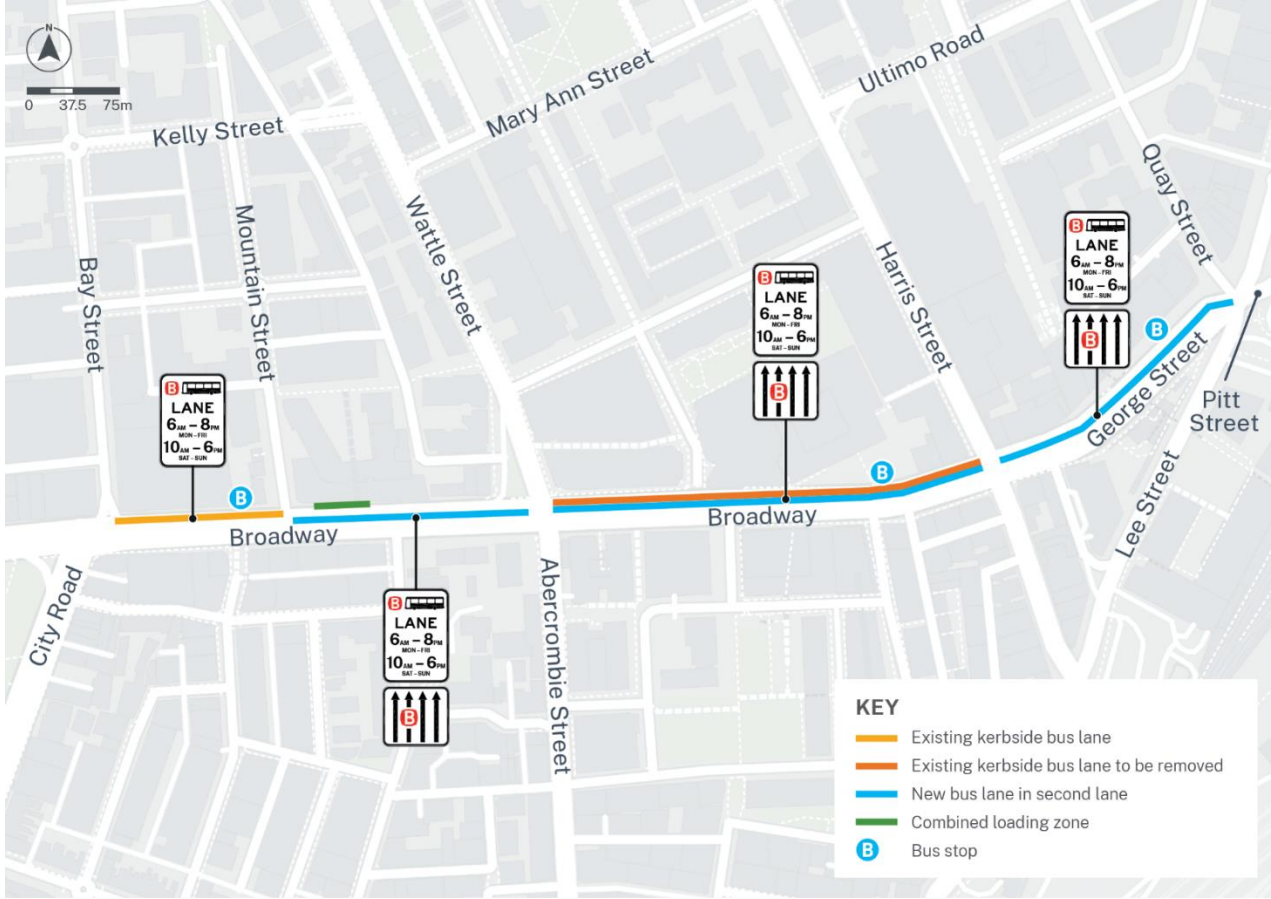 N
0 37.5 75m
Kelly Street
Mary Ann Street
Ultimo Road
Quay Street
Bay Street
Mountain Street
Wattle Street
Harris Street
B
LANE
6AM – 8PM
MON – FRI
10AM – 6PM
SAT – SUN
B
B
LANE
6AM – 8PM
MON – FRI
10AM – 6PM
SAT – SUN
B
B
George Street
Pitt
Street
Lee Street
B
LANE
6AM – 8PM
MON – FRI
10AM – 6PM
SAT – SUN
B
B
Broadway
Broadway
City Road
Abercrombie Street
B
LANE
6AM – 8PM
MON – FRI
10AM – 6PM
SAT – SUN
B
KEY
Existing kerbside bus lane
Existing kerbside bus lane to be removed
New bus lane in second lane
Combined loading zone
B Bus stop